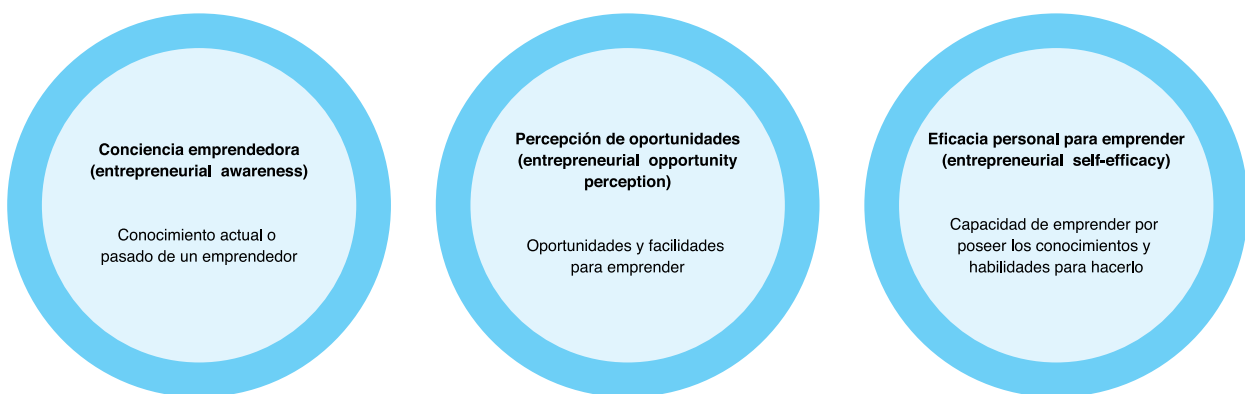 Conciencia emprendedora
(entrepreneurial awareness)
Conocimiento actual o
pasado de un emprendedor
Percepción de oportunidades
(entrepreneurial opportunity
perception)
Oportunidades y facilidades
para emprender
Eficacia personal para emprender
(entrepreneurial self-efficacy)
Capacidad de emprender por
poseer los conocimientos y
habilidades para hacerlo